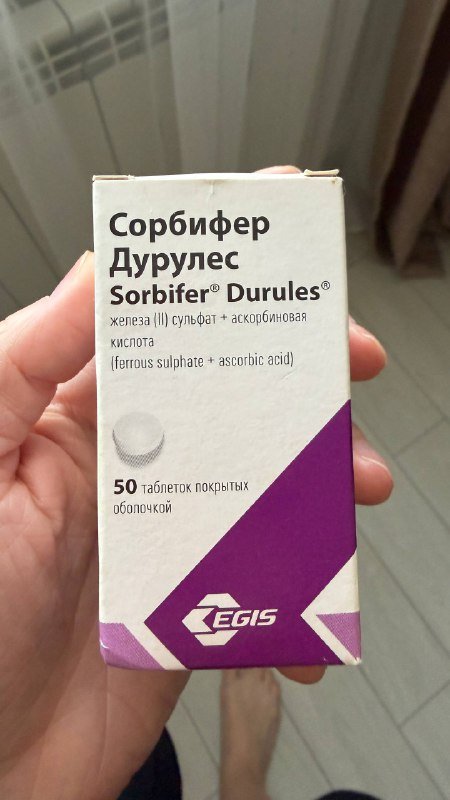 Сорбифер
Дурулес
Sorbifer® Durules®
железа (II) сульфат + аскорбиновая
кислота
(ferrous sulphate + ascorbic acid)
50 таблеток покрытых
оболочкой
EGIS